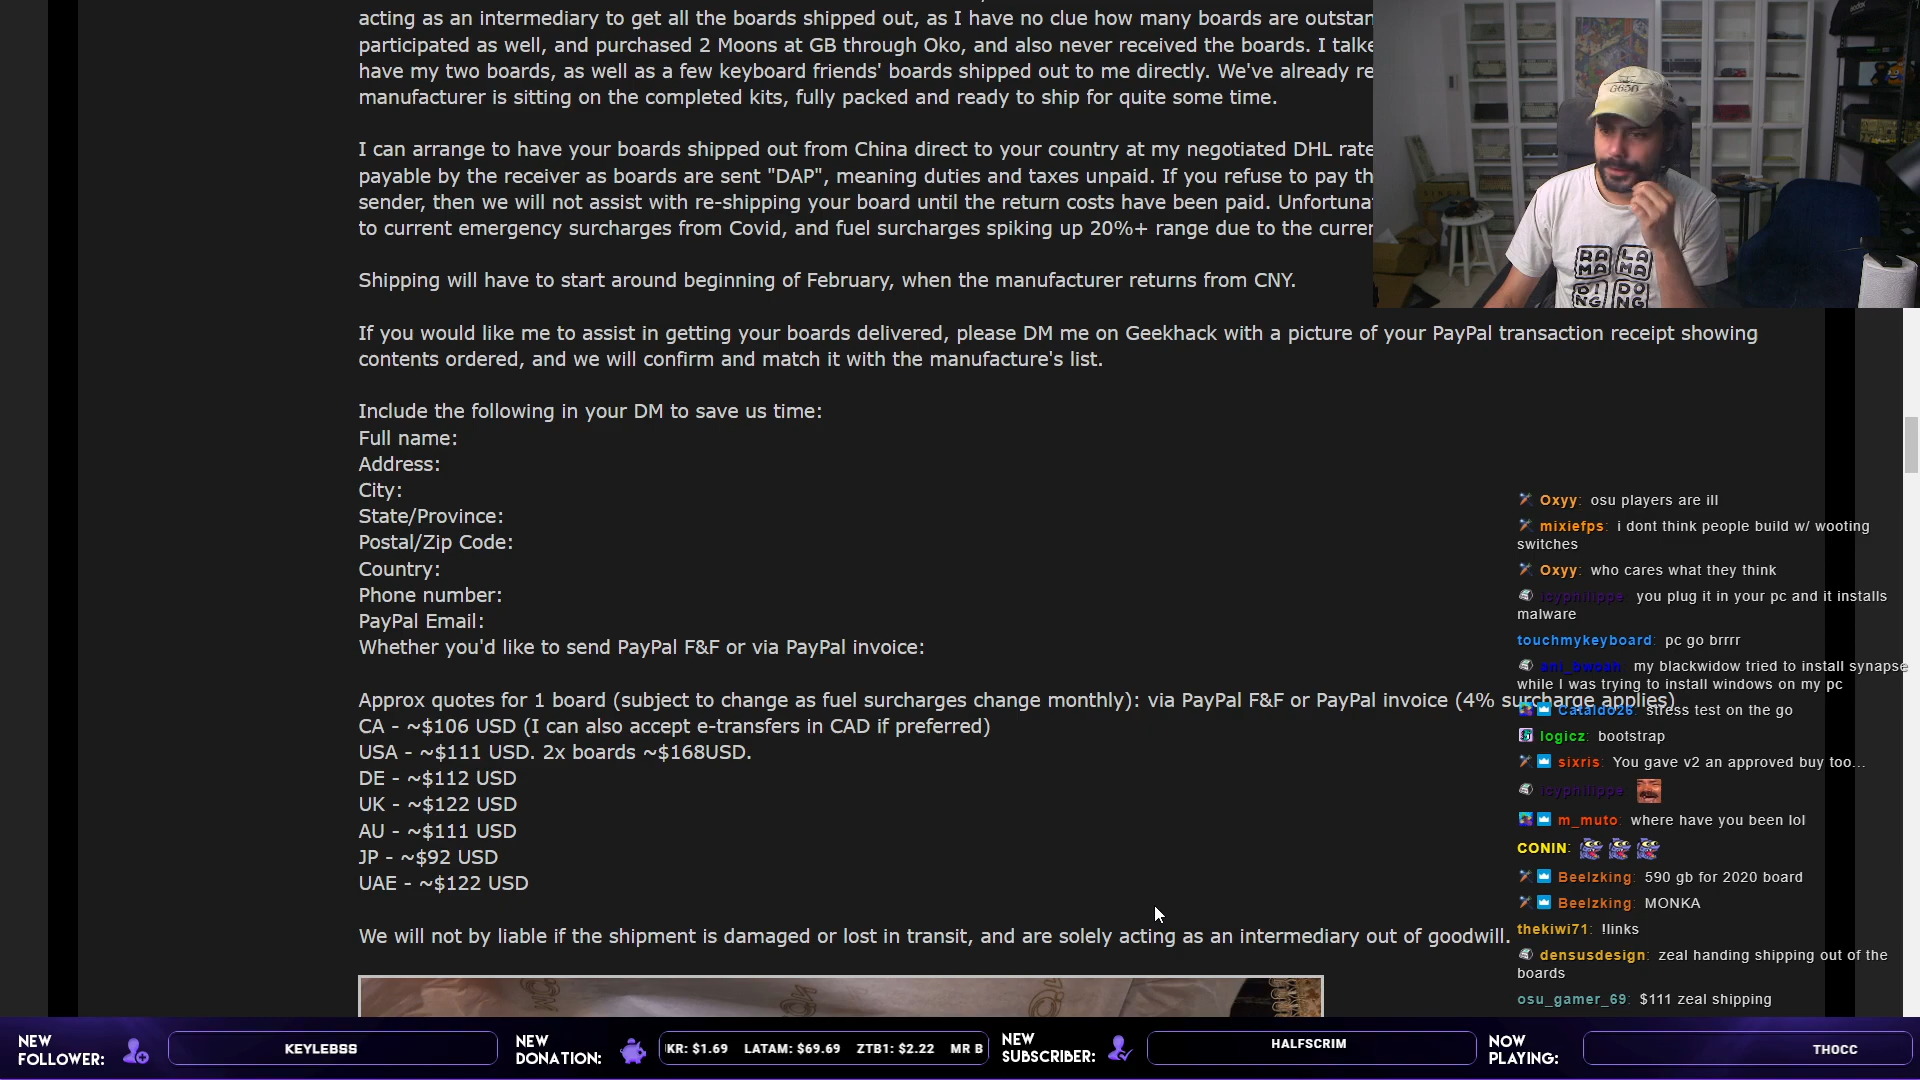 acting as an intermediary to get all the boards shipped out, as I have no clue how many boards are outstan
participated as well, and purchased 2 Moons at GB through Oko, and also never received the boards. I talke
have my two boards, as well as a few keyboard friends' boards shipped out to me directly. We've already re
manufacturer is sitting on the completed kits, fully packed and ready to ship for quite some time.
I can arrange to have your boards shipped out from China direct to your country at my negotiated DHL rate
payable by the receiver as boards are sent "DAP", meaning duties and taxes unpaid. If you refuse to pay th
sender, then we will not assist with re-shipping your board until the return costs have been paid. Unfortuna
to current emergency surcharges from Covid, and fuel surcharges spiking up 20%+ range due to the curren
Shipping will have to start around beginning of February, when the manufacturer returns from CNY.
If you would like me to assist in getting your boards delivered, please DM me on Geekhack with a picture of your PayPal transaction receipt showing
contents ordered, and we will confirm and match it with the manufacture's list.
Include the following in your DM to save us time:
Full name:
Address:
City:
State/Province:
Postal/Zip Code:
Country:
Phone number:
PayPal Email:
Whether you'd like to send PayPal F&F or via PayPal invoice:
Approx quotes for 1 board (subject to change as fuel surcharges change monthly): via PayPal F&F or PayPal invoice (4% surcharge applies)
CA - ~$106 USD (I can also accept e-transfers in CAD if preferred)
USA - ~$111 USD. 2x boards ~$168USD.
DE - ~$112 USD
UK - ~$122 USD
AU - ~$111 USD
JP - ~$92 USD
UAE - ~$122 USD
We will not by liable if the shipment is damaged or lost in transit, and are solely acting as an intermediary out of goodwill.
RA LA
MA MA
D! DO
NG NG
Oxyy: osu players are ill
mixiefps: i dont think people build w/ wooting
switches
Oxyy: who cares what they think
icyphilippe: you plug it in your pc and it installs
malware
touchmykeyboard: pc go brrrr
ant_bwoah: my blackwidow tried to install synapse
while I was trying to install windows on my pc
Cataldo26: stress test on the go
logicz: bootstrap
sixris: You gave v2 an approved buy too...
icyphilippe:
m_muto: where have you been lol
CONIN:
Beelzking: 590 gb for 2020 board
Beelzking: MONKA
thekiwi71: !links
densusdesign: zeal handing shipping out of the
boards
osu_gamer_69: $111 zeal shipping
NEW
FOLLOWER:
KEYLEBSS
NEW
DONATION:
KR: $1.69 LATAM: $69.69 ZTB1: $2.22 MR B
NEW
SUBSCRIBER:
HALFSCRIM
NOW
PLAYING:
THOCC